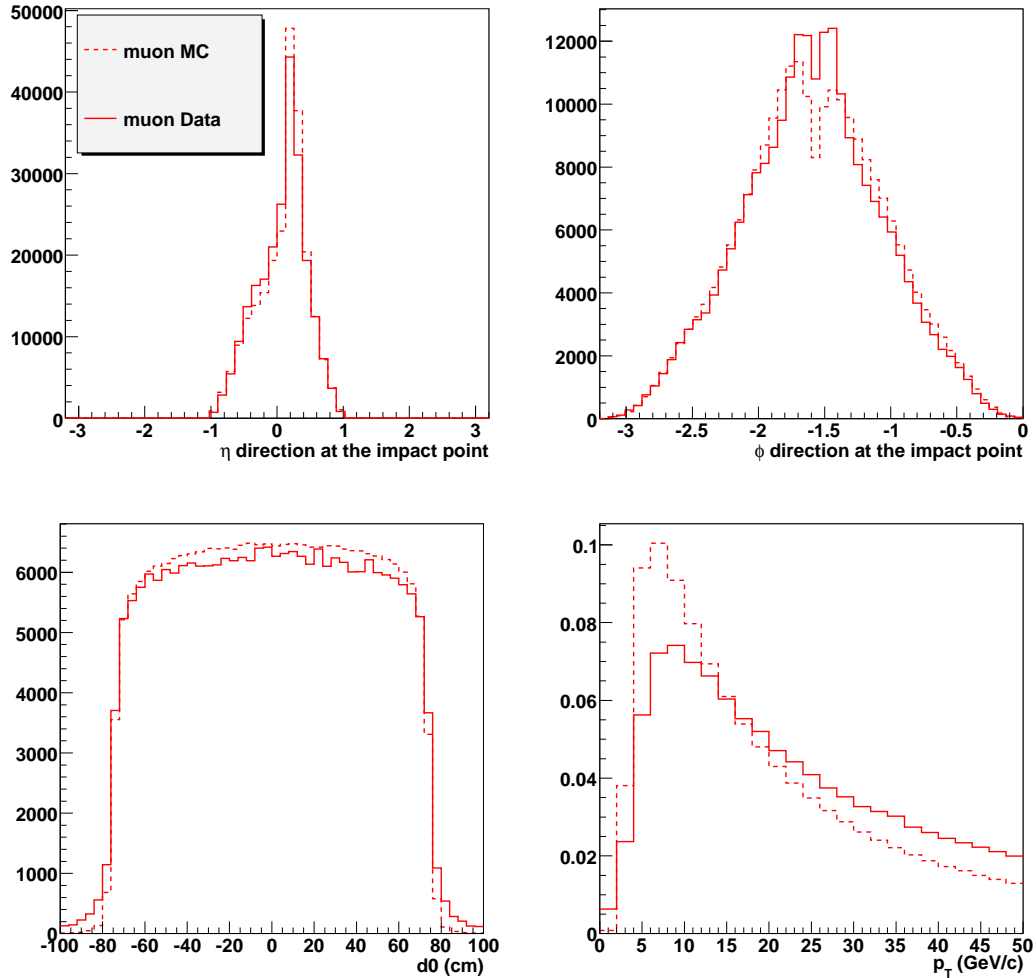 50000
40000
30000
20000
10000
0
muon MC
muon Data
-3 -2 -1 0 1 2 3
η direction at the impact point
12000
10000
8000
6000
4000
2000
0
-3 -2.5 -2 -1.5 -1 -0.5 0
ϕ direction at the impact point
6000
5000
4000
3000
2000
1000
0
-100 -80 -60 -40 -20 0 20 40 60 80 100
d0 (cm)
0.1
0.08
0.06
0.04
0.02
0
0 5 10 15 20 25 30 35 40 45 50
p_T (GeV/c)